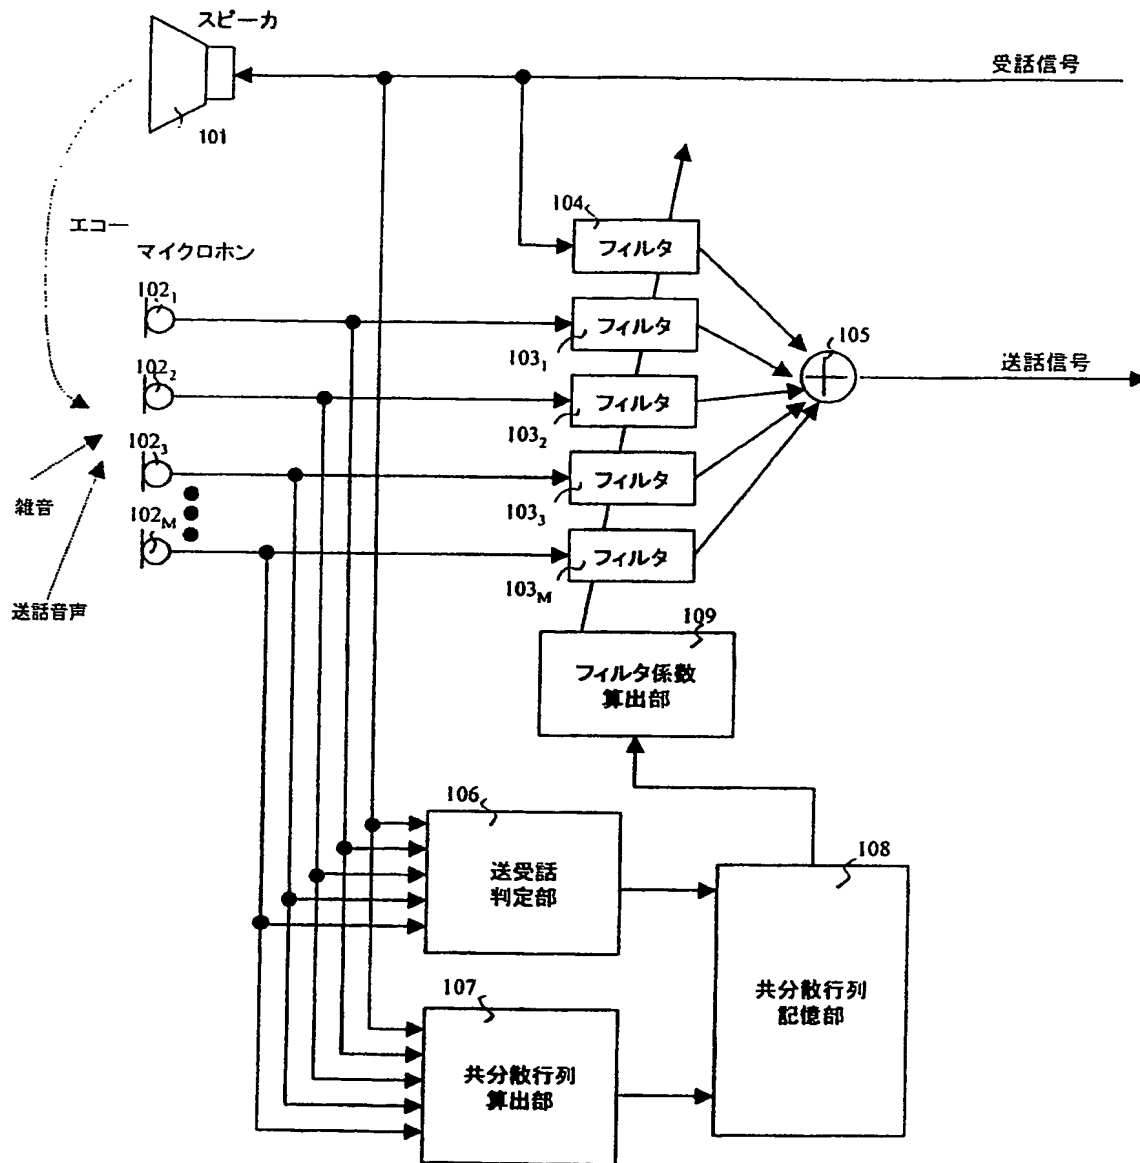 スピーカ
受話信号
101
エコー
マイクロホン
104
フィルタ
102₁
フィルタ
103₁
105
送話信号
102₂
フィルタ
103₂
102₃
フィルタ
103₃
雑音
102M
フィルタ
103M
送話音声
109
フィルタ係数
算出部
106
送受話
判定部
108
共分散行列
記憶部
107
共分散行列
算出部